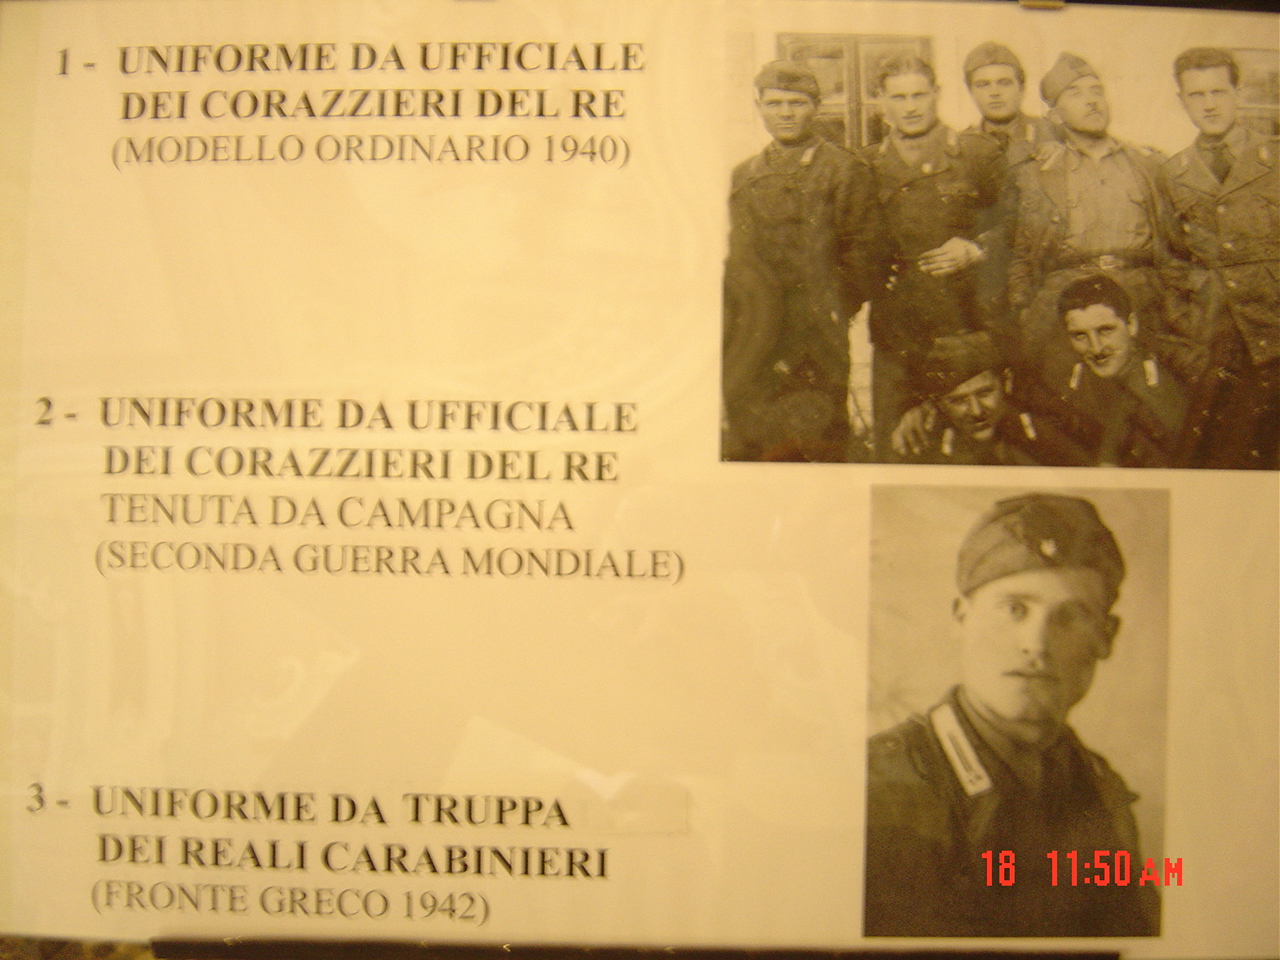 1 - UNIFORME DA UFFICIALE
DEI CORAZZIERI DEL RE
(MODELLO ORDINARIO 1940)
2 - UNIFORME DA UFFICIALE
DEI CORAZZIERI DEL RE
TENUTA DA CAMPAGNA
(SECONDA GUERRA MONDIALE)
3 - UNIFORME DA TRUPPA
DEI REALI CARABINIERI
(FRONTE GRECO 1942)
18 11:50 AM